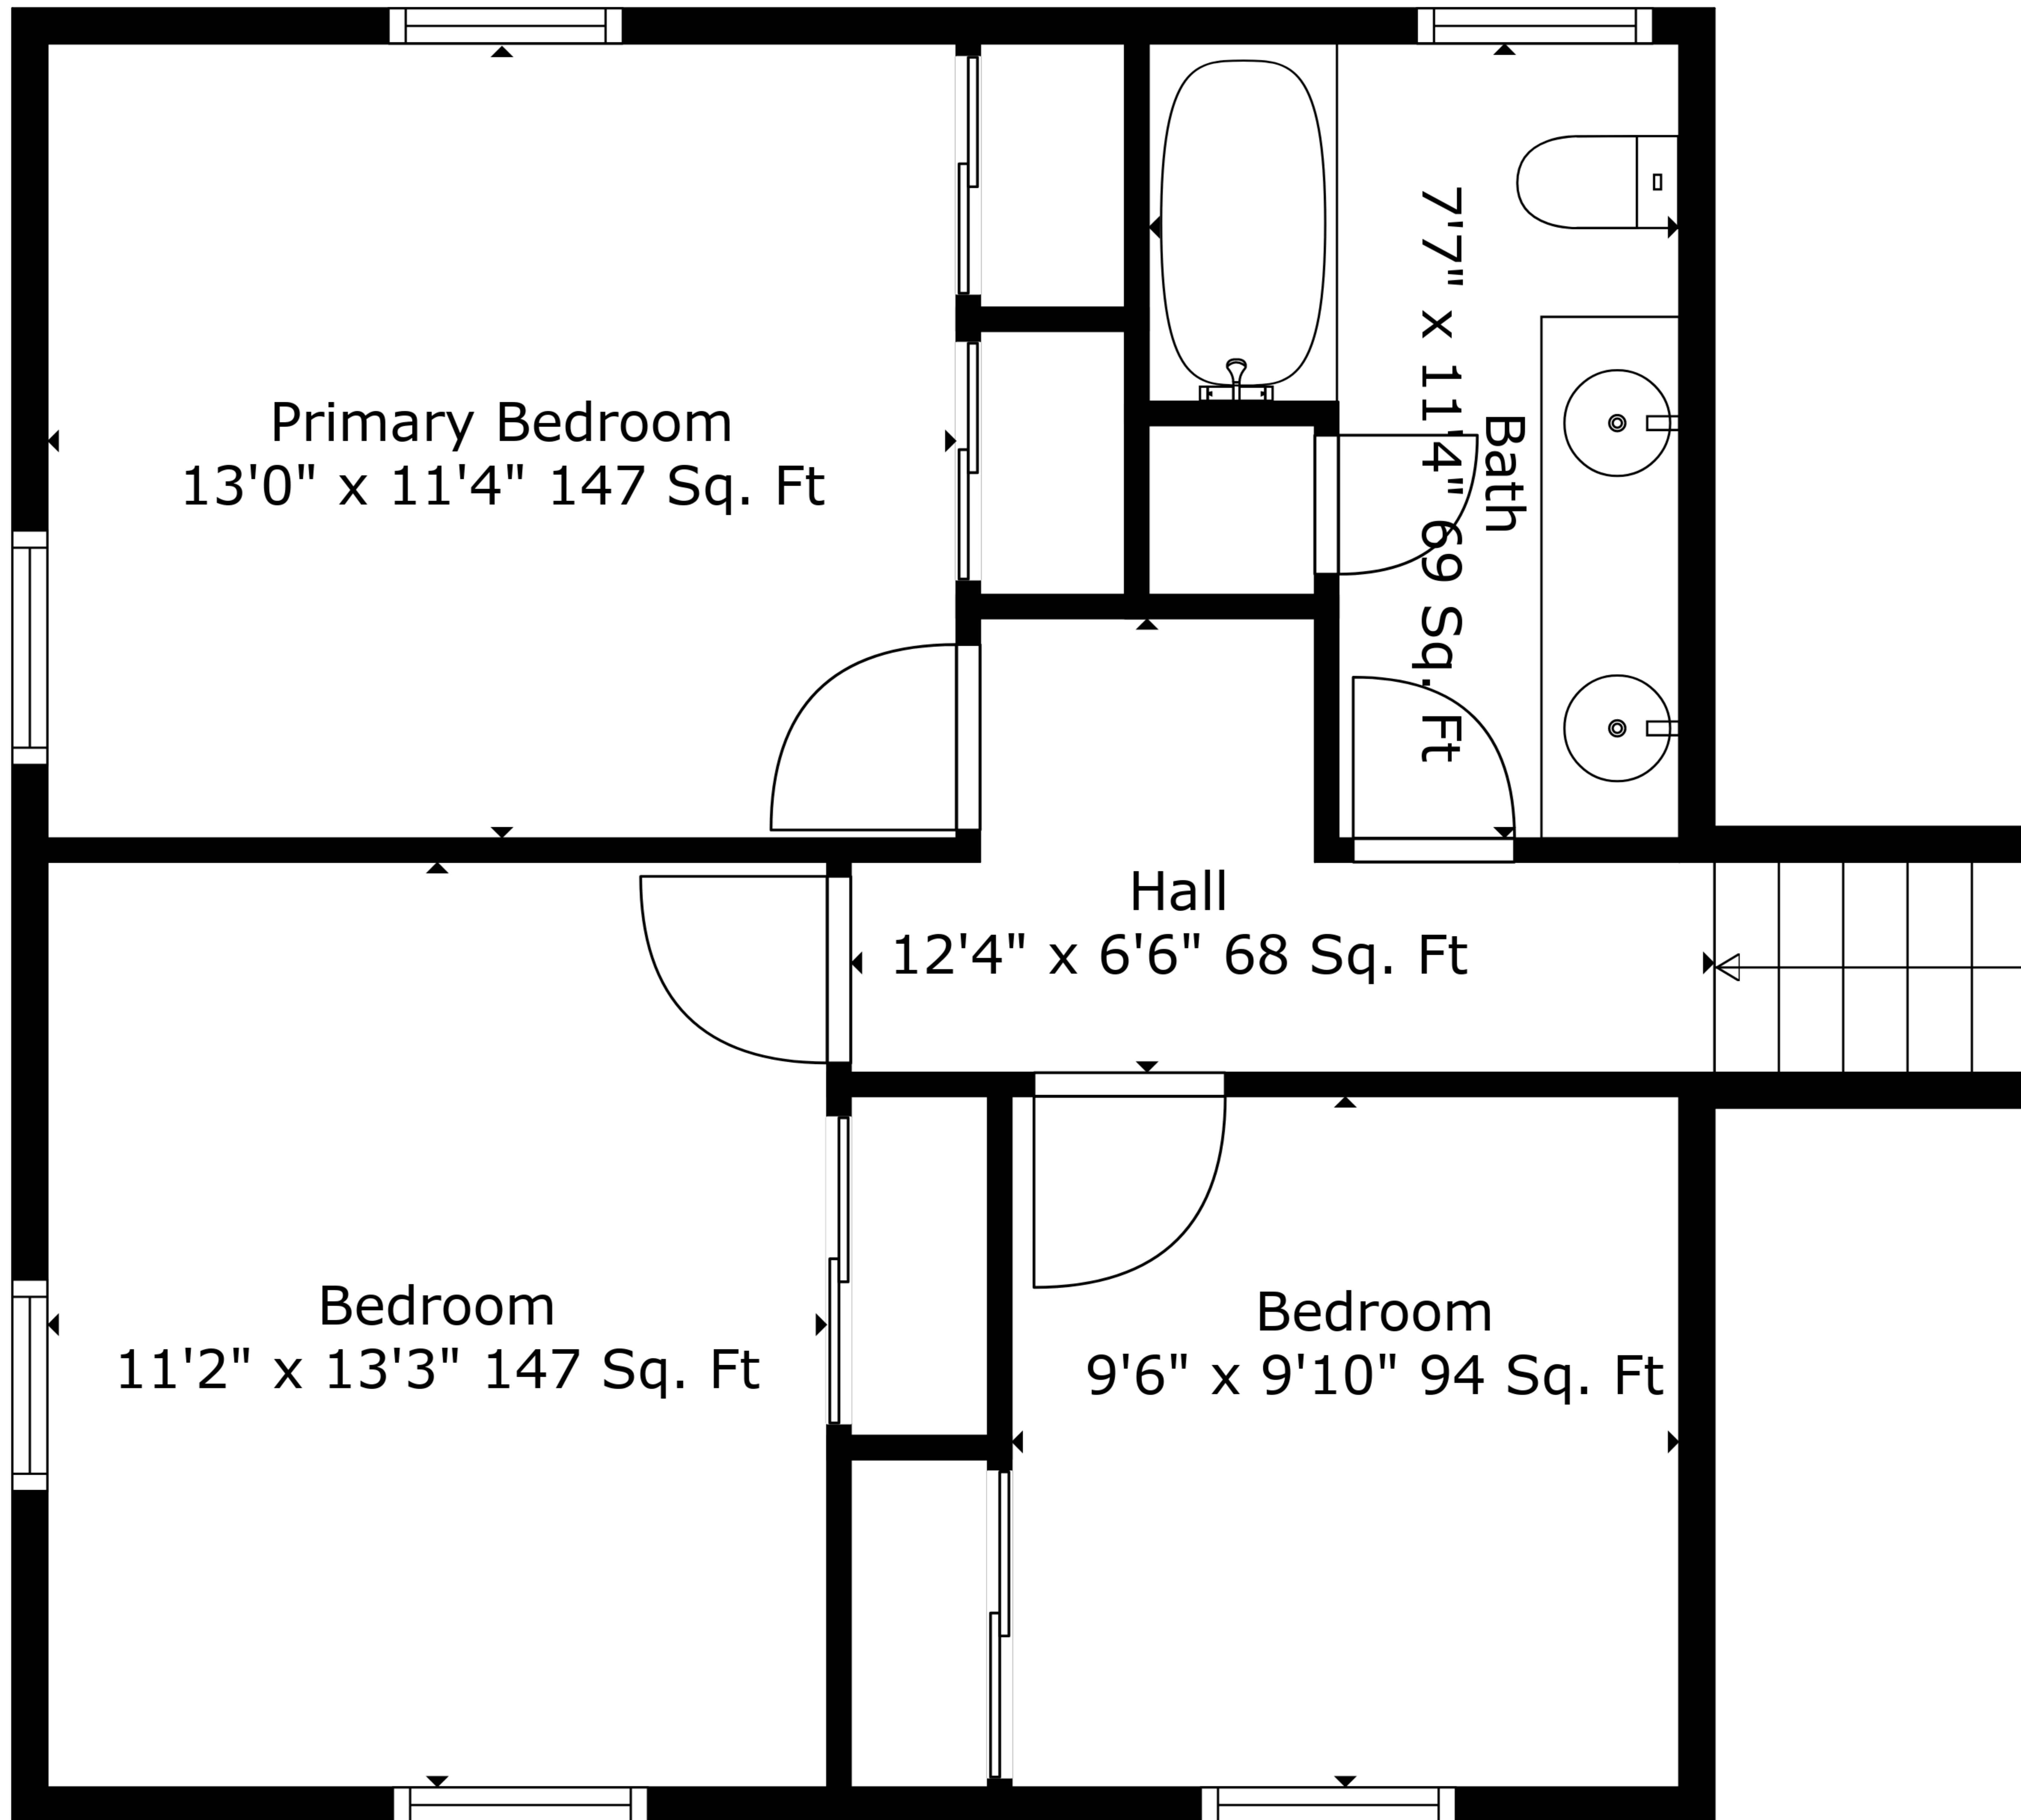 Primary Bedroom
13'0" x 11'4" 147 Sq. Ft
Bath
7'7" x 11'4" 69 Sq. Ft
Hall
12'4" x 6'6" 68 Sq. Ft
Bedroom
11'2" x 13'3" 147 Sq. Ft
Bedroom
9'6" x 9'10" 94 Sq. Ft